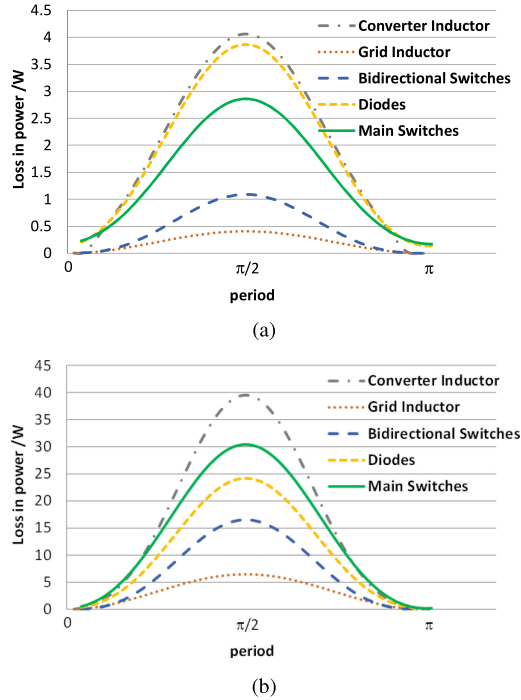 4.5
4
3.5
3
2.5
2
1.5
1
0.5
0
Loss in power /W
Converter Inductor
Grid Inductor
Bidirectional Switches
Diodes
Main Switches
0
π/2
π
period
(a)
45
40
35
30
25
20
15
10
5
0
Loss in power /W
Converter Inductor
Grid Inductor
Bidirectional Switches
Diodes
Main Switches
0
π/2
π
period
(b)